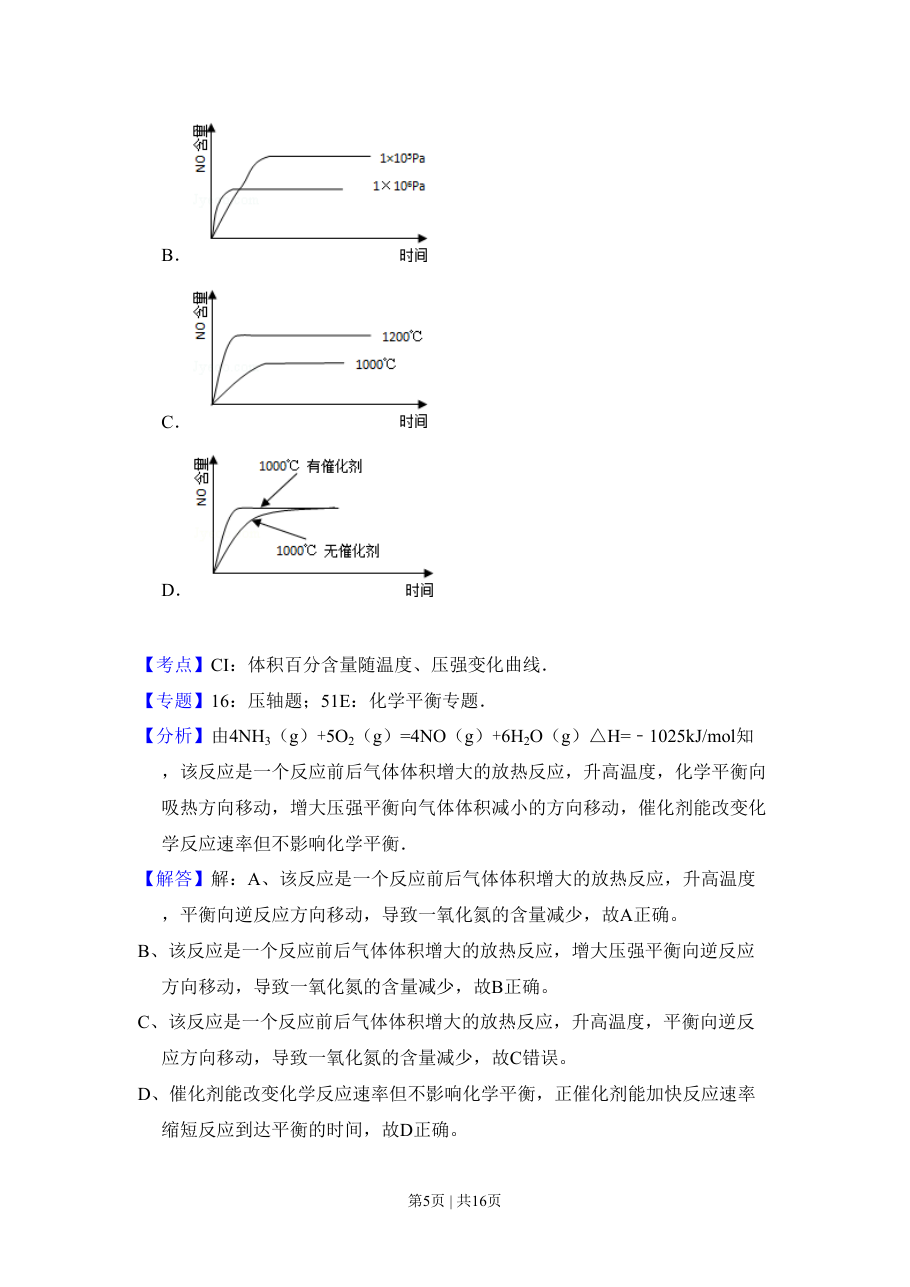 NO 含量
1×10⁵Pa
1×10⁶Pa
B．
时间
NO 含量
1200℃
1000℃
C．
时间
NO 含量
1000℃ 有催化剂
1000℃ 无催化剂
D．
时间
【考点】CI：体积百分含量随温度、压强变化曲线．
【专题】16：压轴题；51E：化学平衡专题．
【分析】由4NH₃（g）+5O₂（g）=4NO（g）+6H₂O（g）△H=﹣1025kJ/mol知
，该反应是一个反应前后气体体积增大的放热反应，升高温度，化学平衡向
吸热方向移动，增大压强平衡向气体体积减小的方向移动，催化剂能改变化
学反应速率但不影响化学平衡．
【解答】解：A、该反应是一个反应前后气体体积增大的放热反应，升高温度
，平衡向逆反应方向移动，导致一氧化氮的含量减少，故A正确。
B、该反应是一个反应前后气体体积增大的放热反应，增大压强平衡向逆反应
方向移动，导致一氧化氮的含量减少，故B正确。
C、该反应是一个反应前后气体体积增大的放热反应，升高温度，平衡向逆反
应方向移动，导致一氧化氮的含量减少，故C错误。
D、催化剂能改变化学反应速率但不影响化学平衡，正催化剂能加快反应速率
缩短反应到达平衡的时间，故D正确。
第5页 | 共16页